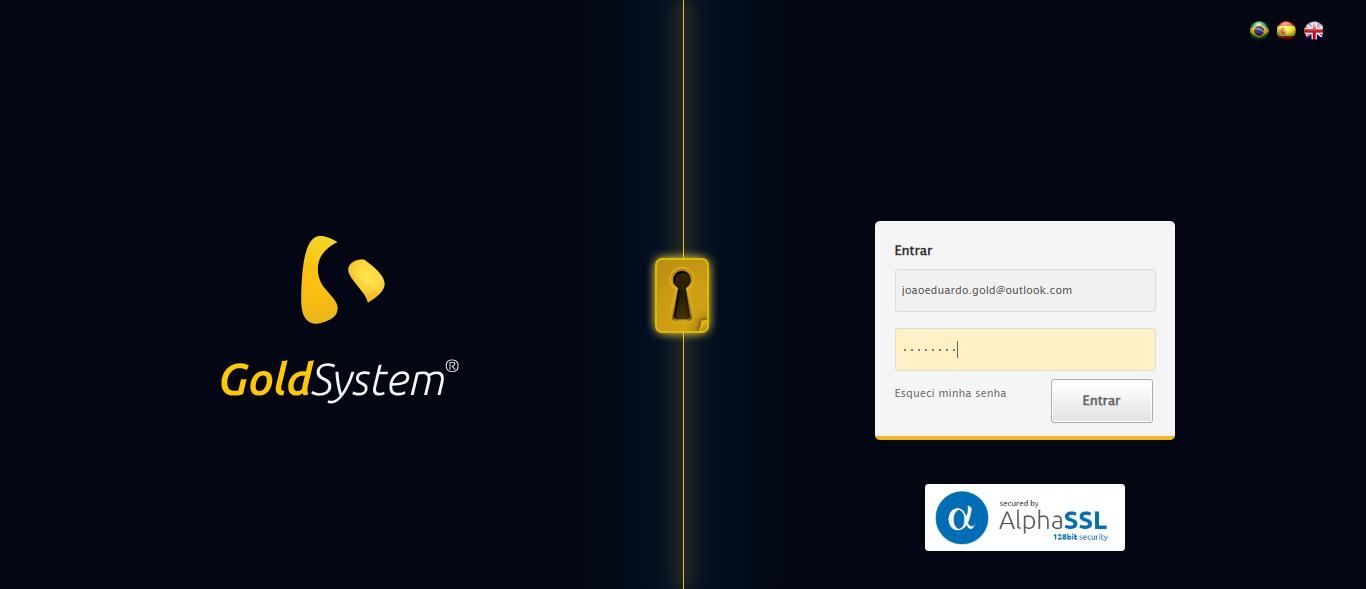 GoldSystem®
Entrar
joaoeduardo.gold@outlook.com
········
Esqueci minha senha
Entrar
α
secured by
AlphaSSL
128bit security